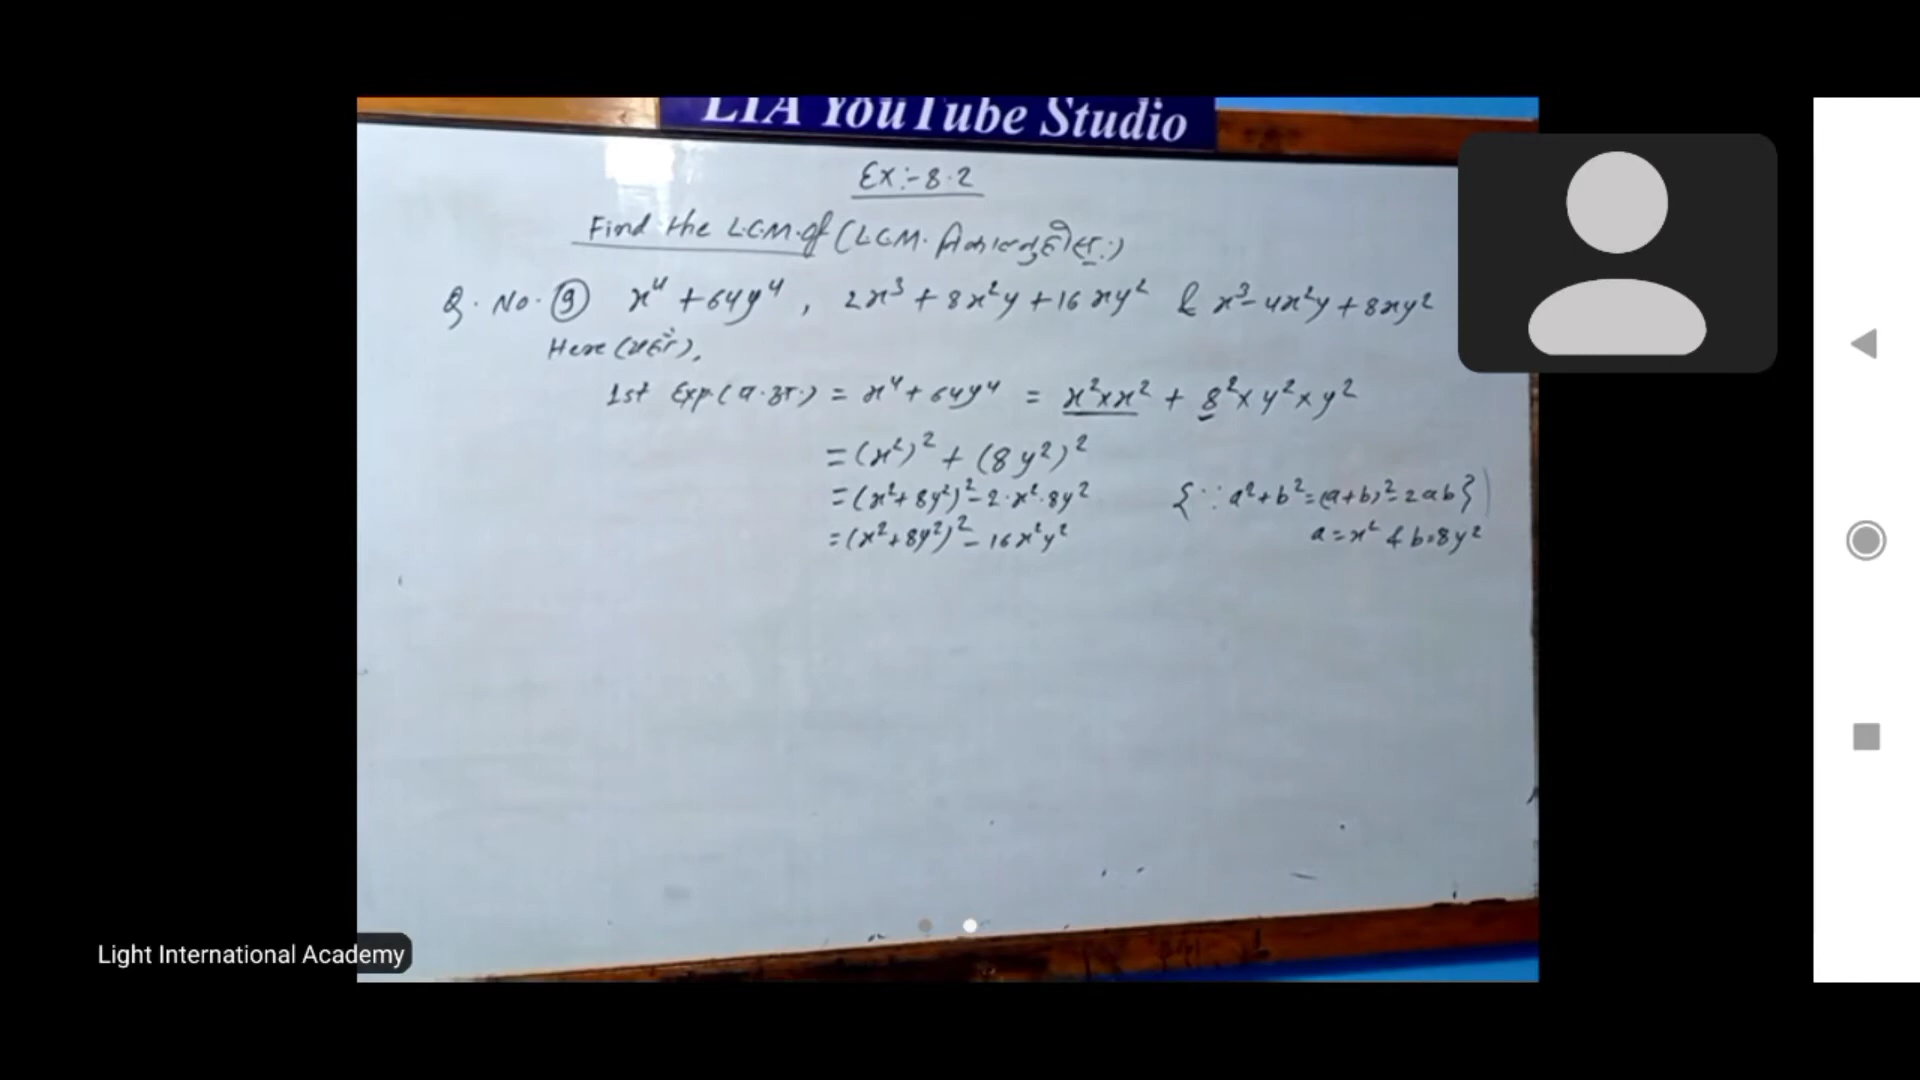 LIA YouTube Studio
Ex:- 8.2
Find the L.C.M. of (L.C.M.
Q. No. ⑨ x⁴ + 64y⁴ , 2x³ + 8x²y + 16xy² & x³ - 4x²y + 8xy²
Here (यहाँ),
1st Exp. (प. व्य.) = x⁴ + 64y⁴ = x² × x² + 8² × y² × y²
= (x²)² + (8y²)²
= (x² + 8y²)² - 2·x²·8y² {∵ a² + b² = (a+b)² - 2ab}
= (x² + 8y²)² - 16x²y² a = x² & b = 8y²
Light International Academy